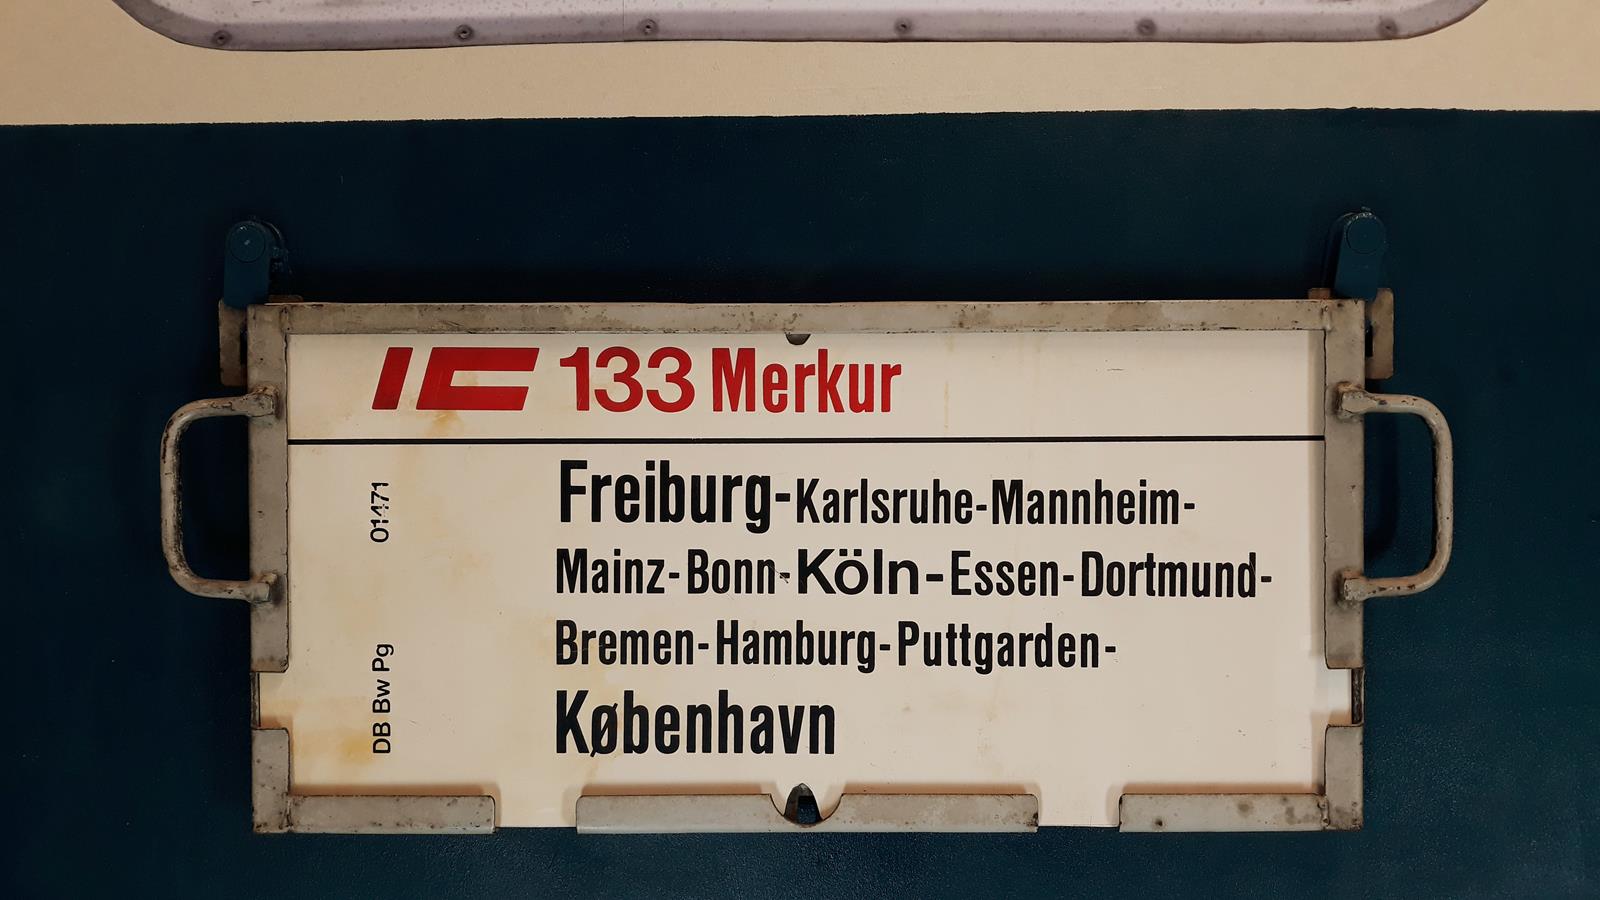 IC 133 Merkur
Freiburg-Karlsruhe-Mannheim-
Mainz-Bonn-Köln-Essen-Dortmund-
Bremen-Hamburg-Puttgarden-
København
01471
DB Bw Pg